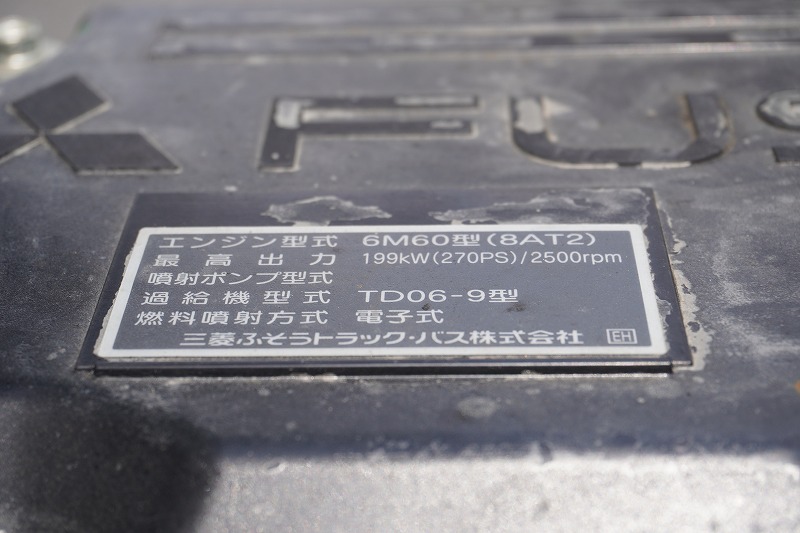 FUS
エンジン型式 6M60型(8AT2)
最高出力 199kW(270PS)/2500rpm
噴射ポンプ型式
過給機型式 TD06-9型
燃料噴射方式 電子式
三菱ふそうトラック・バス株式会社 EH